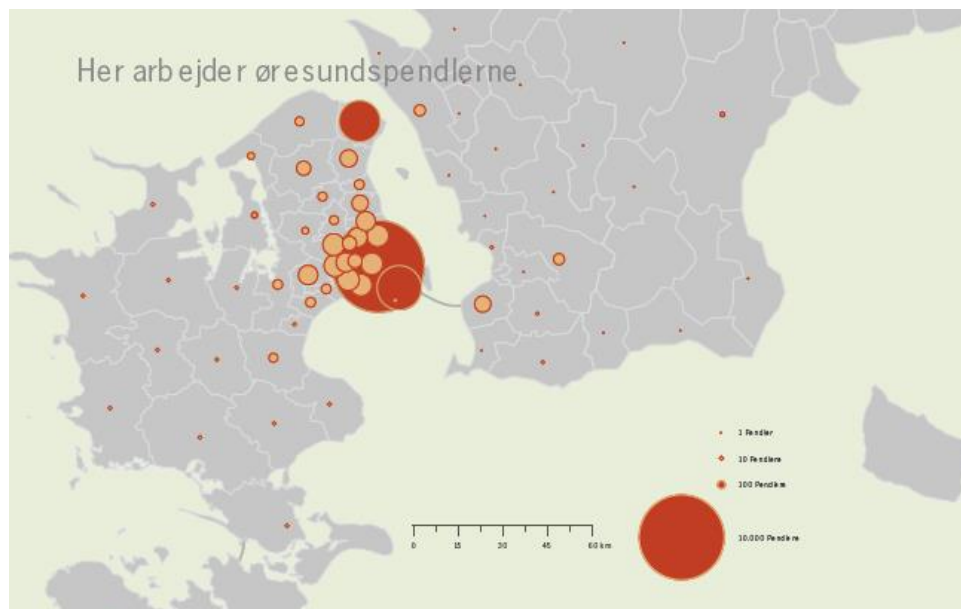 Her arbejder øresundspendlerne
1 Pendler
10 Pendlere
100 Pendlere
10.000 Pendlere
0 15 30 45 60 km